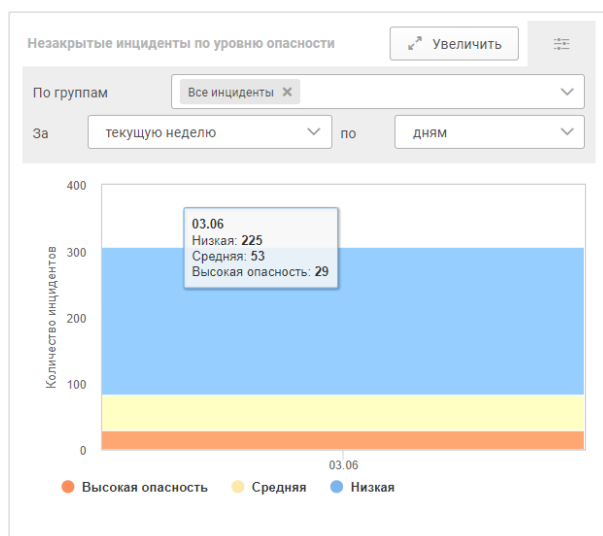 Незакрытые инциденты по уровню опасности
Увеличить
По группам
Все инциденты ×
За
текущую неделю
по
дням
Количество инцидентов
400
300
200
100
0
03.06
Низкая: 225
Средняя: 53
Высокая опасность: 29
03.06
Высокая опасность
Средняя
Низкая